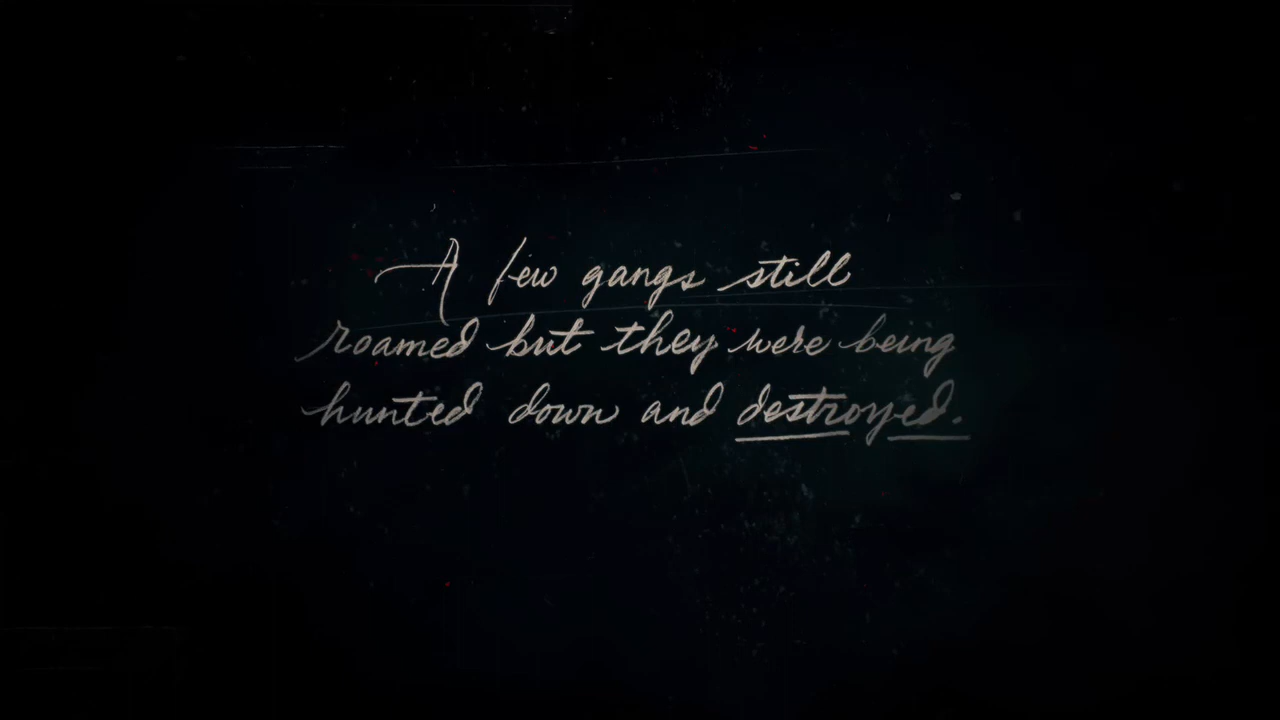 A few gangs still
roamed but they were being
hunted down and destroyed.